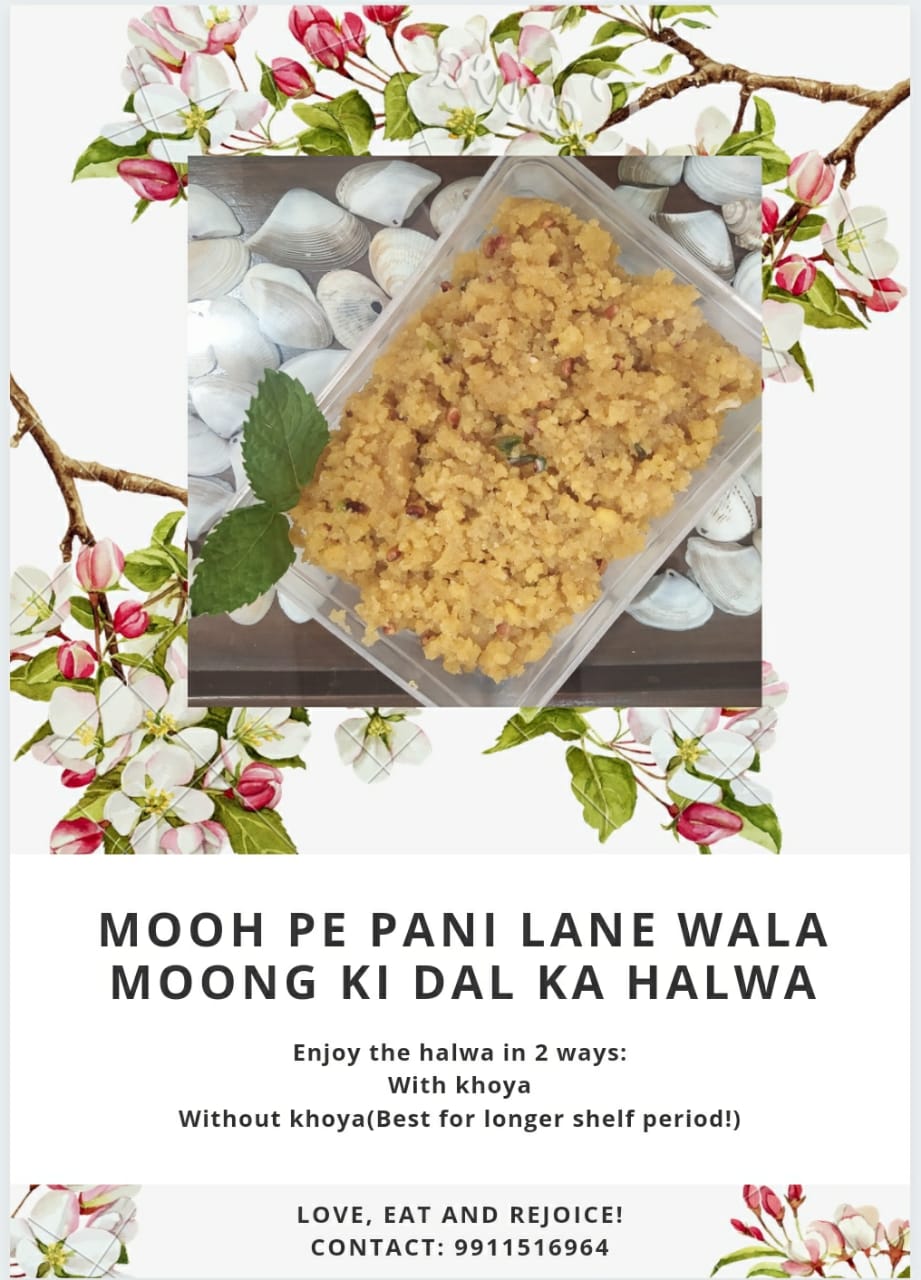 MOOH PE PANI LANE WALA
MOONG KI DAL KA HALWA
Enjoy the halwa in 2 ways:
With khoya
Without khoya(Best for longer shelf period!)
LOVE, EAT AND REJOICE!
CONTACT: 9911516964